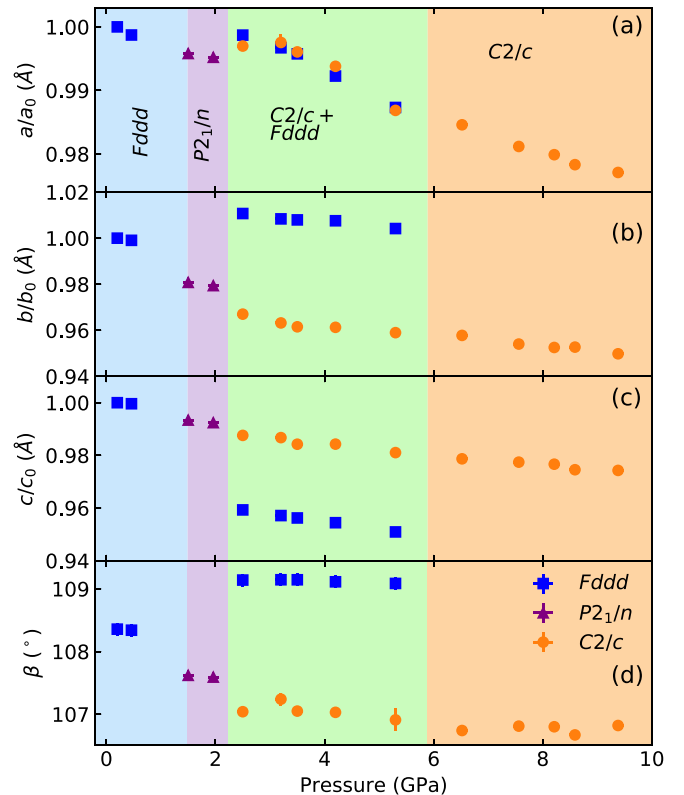 1.00
0.99
0.98
1.02
a/a₀ (Å)
Fddd
P2₁/n
C2/c +
Fddd
C2/c
(a)
1.00
0.98
0.96
0.94
b/b₀ (Å)
(b)
1.00
0.98
0.96
0.94
c/c₀ (Å)
(c)
109
108
107
β (°)
Fddd
P2₁/n
C2/c
(d)
0 2 4 6 8 10
Pressure (GPa)